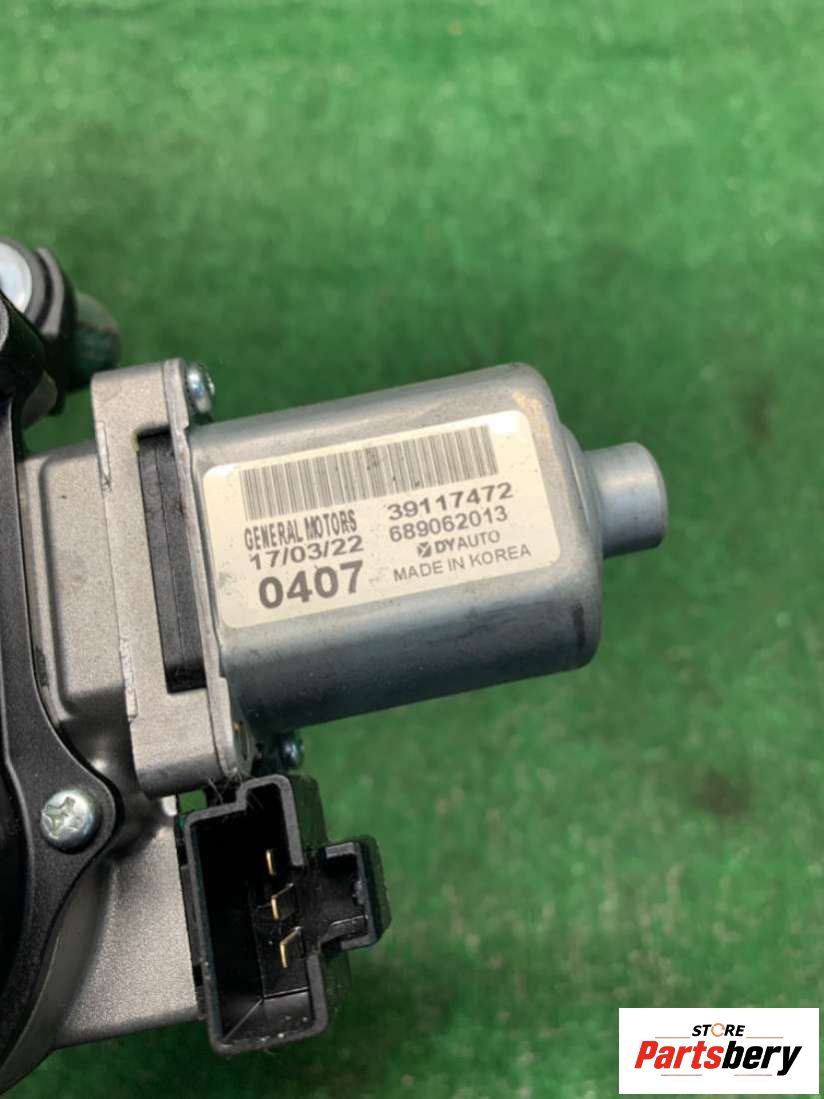 GENERAL MOTORS 39117472
17/03/22 689062013
0407 DYAUTO
MADE IN KOREA
STORE
Partsbery